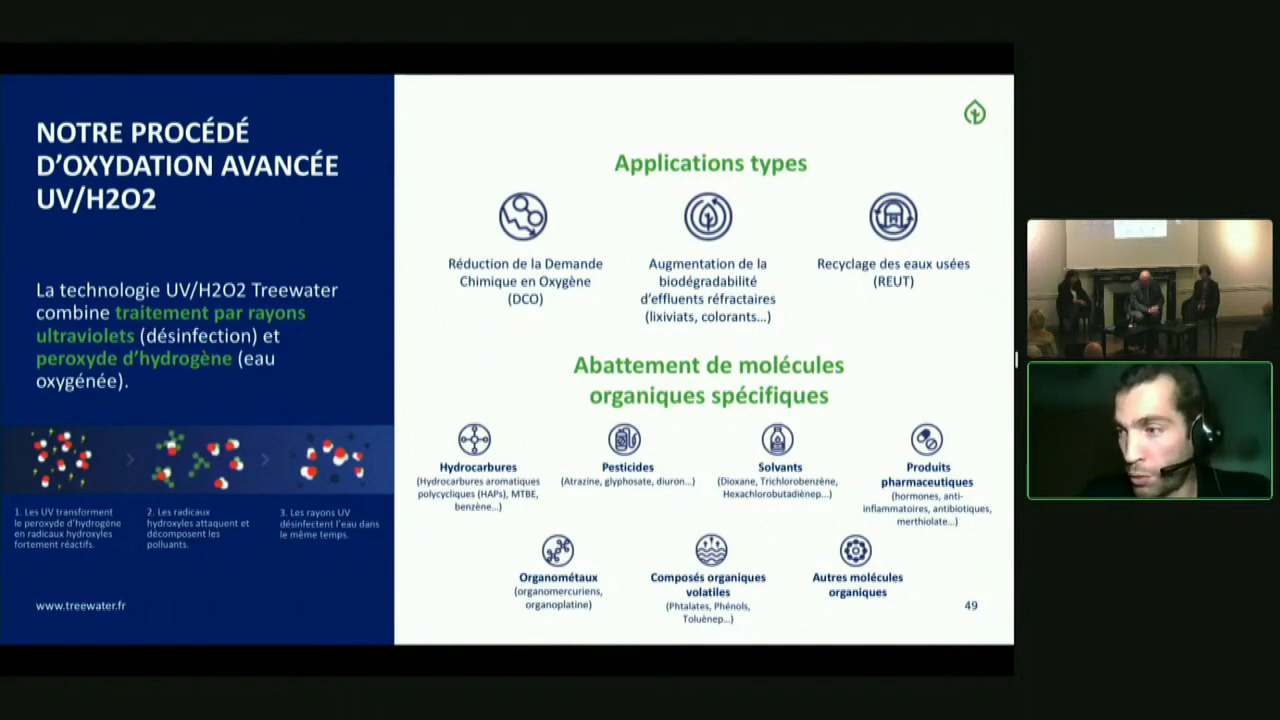 NOTRE PROCÉDÉ
D'OXYDATION AVANCÉE
UV/H2O2
La technologie UV/H2O2 Treewater
combine traitement par rayons
ultraviolets (désinfection) et
peroxyde d'hydrogène (eau
oxygénée).
1. Les UV transforment
le peroxyde d'hydrogène
en radicaux hydroxyles
fortement réactifs.
2. Les radicaux
hydroxyles attaquent et
décomposent les
polluants.
3. Les rayons UV
désinfectent l'eau dans
le même temps.
www.treewater.fr
Applications types
Réduction de la Demande
Chimique en Oxygène
(DCO)
Augmentation de la
biodégradabilité
d'effluents réfractaires
(lixiviats, colorants...)
Recyclage des eaux usées
(REUT)
Abattement de molécules
organiques spécifiques
Hydrocarbures
(Hydrocarbures aromatiques
polycycliques (HAPs), MTBE,
benzène...)
Pesticides
(Atrazine, glyphosate, diuron...)
Solvants
(Dioxane, Trichlorobenzène,
Hexachlorobutadiènep...)
Produits
pharmaceutiques
(hormones, anti-
inflammatoires, antibiotiques,
merthiolate...)
Organométaux
(organomercuriens,
organoplatine)
Composés organiques
volatiles
(Phtalates, Phénols,
Toluènep...)
Autres molécules
organiques
49